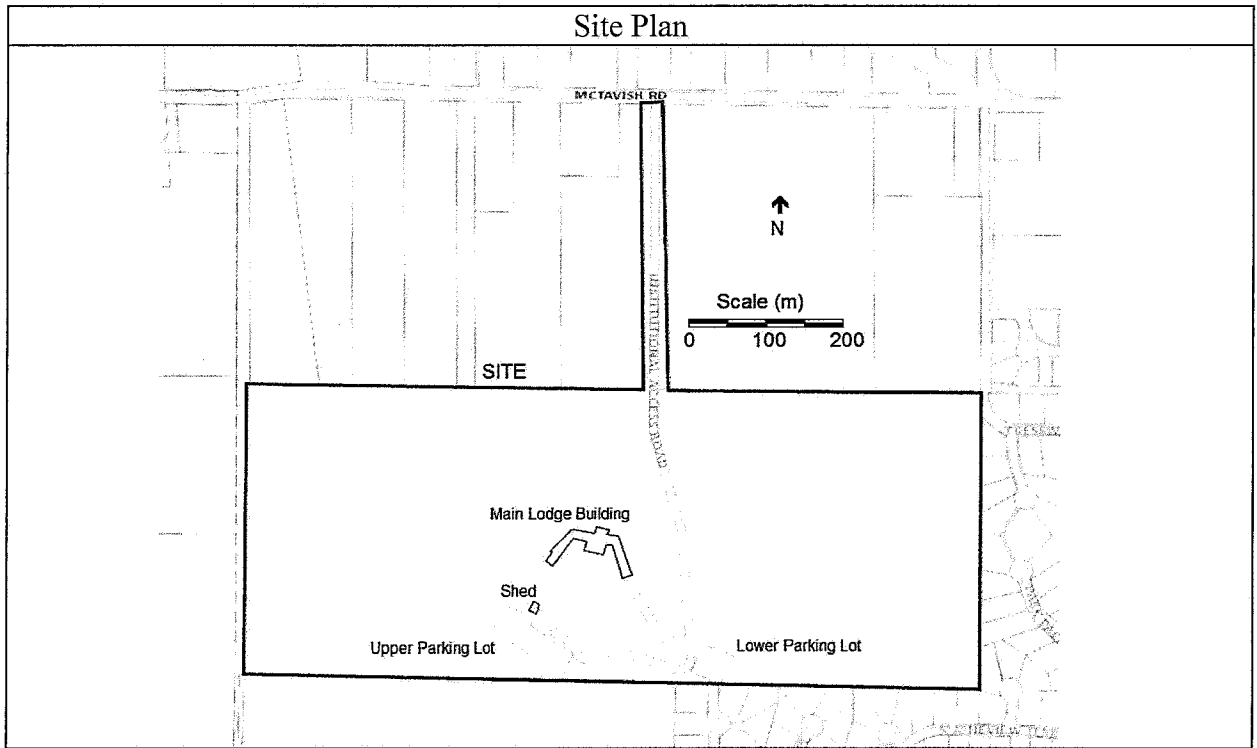 Site Plan
MCTAVISH RD
N
Scale (m)
0 100 200
SITE
Main Lodge Building
Shed
Upper Parking Lot
Lower Parking Lot